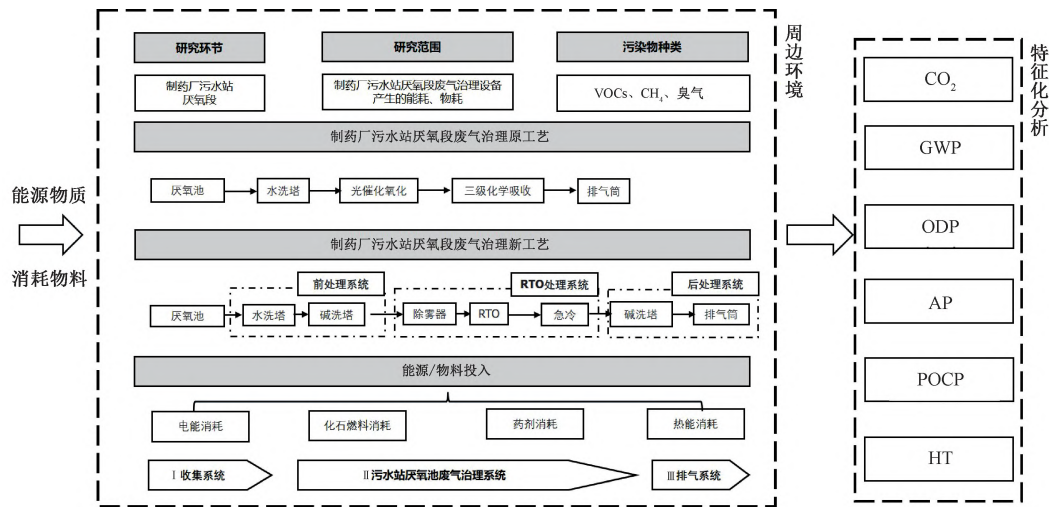 能源物质
消耗物料
研究环节
研究范围
污染物种类
制药厂污水站
厌氧段
制药厂污水站厌氧段废气治理设备
产生的能耗、物耗
VOCs、CH₄、臭气
制药厂污水站厌氧段废气治理原工艺
厌氧池
水洗塔
光催化氧化
三级化学吸收
排气筒
制药厂污水站厌氧段废气治理新工艺
前处理系统
RTO处理系统
后处理系统
厌氧池
水洗塔
碱洗塔
除雾器
RTO
急冷
碱洗塔
排气筒
能源/物料投入
电能消耗
化石燃料消耗
药剂消耗
热能消耗
Ⅰ收集系统
Ⅱ污水站厌氧池废气治理系统
Ⅲ排气系统
周边环境
CO₂
GWP
ODP
AP
POCP
HT
特征化分析